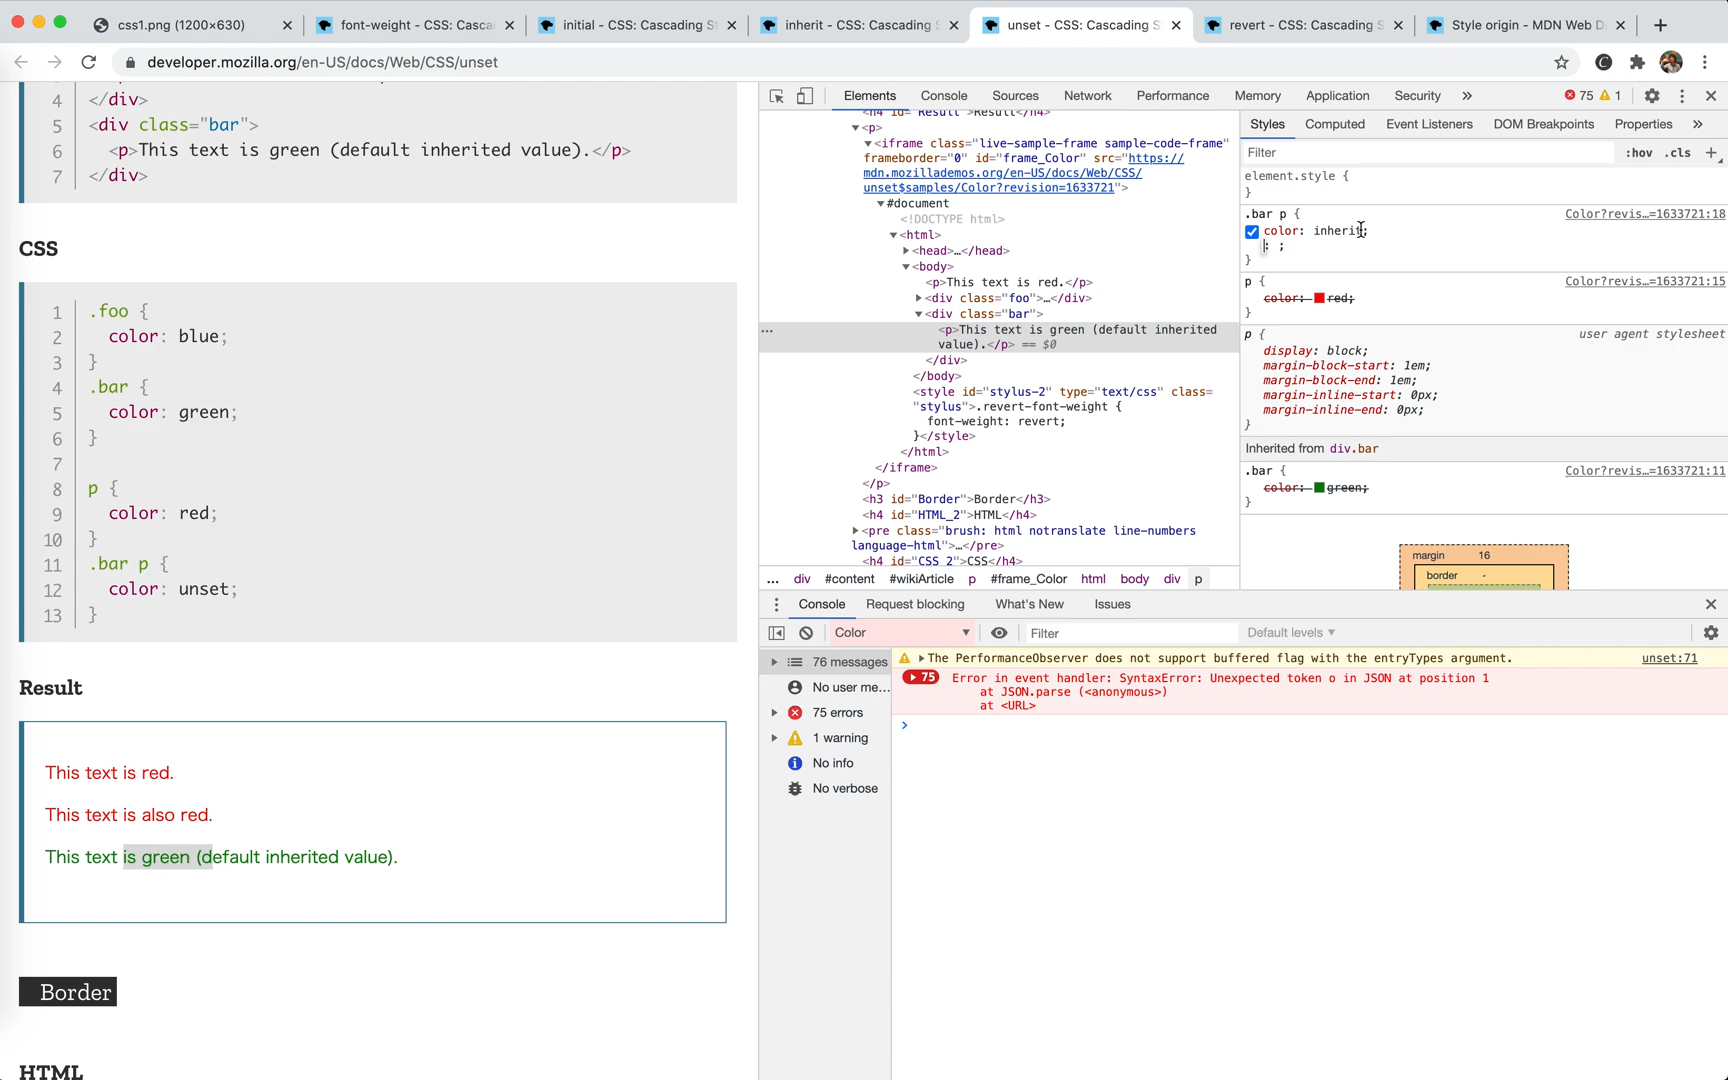 css1.png (1200×630)
font-weight - CSS: Casca
initial - CSS: Cascading St
inherit - CSS: Cascading S
unset - CSS: Cascading S
revert - CSS: Cascading S
Style origin - MDN Web D
developer.mozilla.org/en-US/docs/Web/CSS/unset
4 </div>
5 <div class="bar">
6 <p>This text is green (default inherited value).</p>
7 </div>
CSS
1 .foo {
2 color: blue;
3 }
4 .bar {
5 color: green;
6 }
7
8 p {
9 color: red;
10 }
11 .bar p {
12 color: unset;
13 }
Result
This text is red.
This text is also red.
This text is green (default inherited value).
Border
HTML
Elements Console Sources Network Performance Memory Application Security » 75 1
<h4 id="Result">Result</h4>
▼<p>
▼<iframe class="live-sample-frame sample-code-frame"
frameborder="0" id="frame_Color" src="https://
mdn.mozillademos.org/en-US/docs/Web/CSS/
unset$samples/Color?revision=1633721">
▼#document
<!DOCTYPE html>
▼<html>
▶<head>…</head>
▼<body>
<p>This text is red.</p>
▶<div class="foo">…</div>
▼<div class="bar">
… <p>This text is green (default inherited
value).</p> == $0
</div>
</body>
<style id="stylus-2" type="text/css" class=
"stylus">.revert-font-weight {
font-weight: revert;
}</style>
</html>
</iframe>
</p>
<h3 id="Border">Border</h3>
<h4 id="HTML_2">HTML</h4>
▶<pre class="brush: html notranslate line-numbers
language-html">…</pre>
<h4 id="CSS_2">CSS</h4>
… div #content #wikiArticle p #frame_Color html body div p
Styles Computed Event Listeners DOM Breakpoints Properties »
Filter :hov .cls +
element.style {
}
.bar p { Color?revis…=1633721:18
color: inherit;
: ;
}
p { Color?revis…=1633721:15
color: red;
}
p { user agent stylesheet
display: block;
margin-block-start: 1em;
margin-block-end: 1em;
margin-inline-start: 0px;
margin-inline-end: 0px;
}
Inherited from div.bar
.bar { Color?revis…=1633721:11
color: green;
}
margin 16
border -
Console Request blocking What's New Issues
Color ▼ Filter Default levels ▼
76 messages
No user me…
75 errors
1 warning
No info
No verbose
▶The PerformanceObserver does not support buffered flag with the entryTypes argument. unset:71
▶ 75 Error in event handler: SyntaxError: Unexpected token o in JSON at position 1
at JSON.parse (<anonymous>)
at <URL>